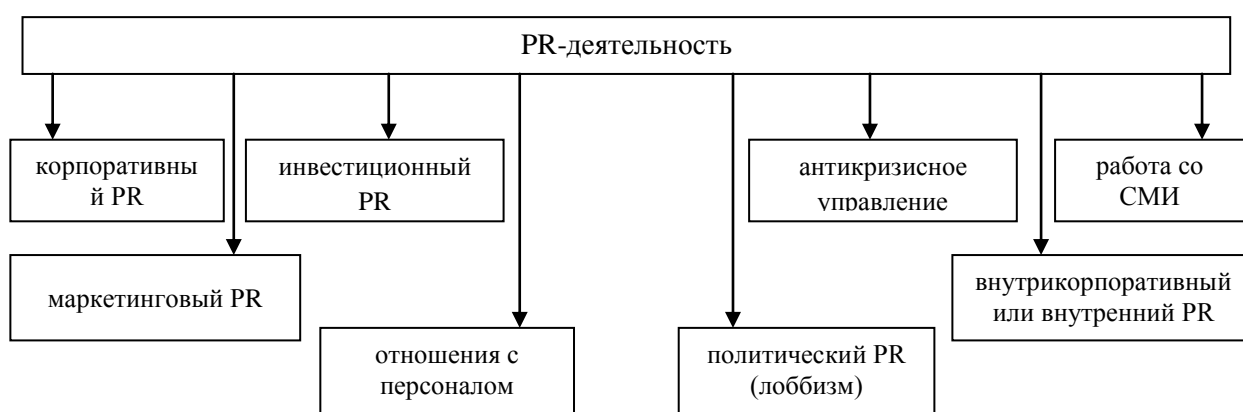 PR-деятельность
корпоративны
й PR
инвестиционный
PR
антикризисное
управление
работа со
СМИ
маркетинговый PR
внутрикорпоративный
или внутренний PR
отношения с
персоналом
политический PR
(лоббизм)